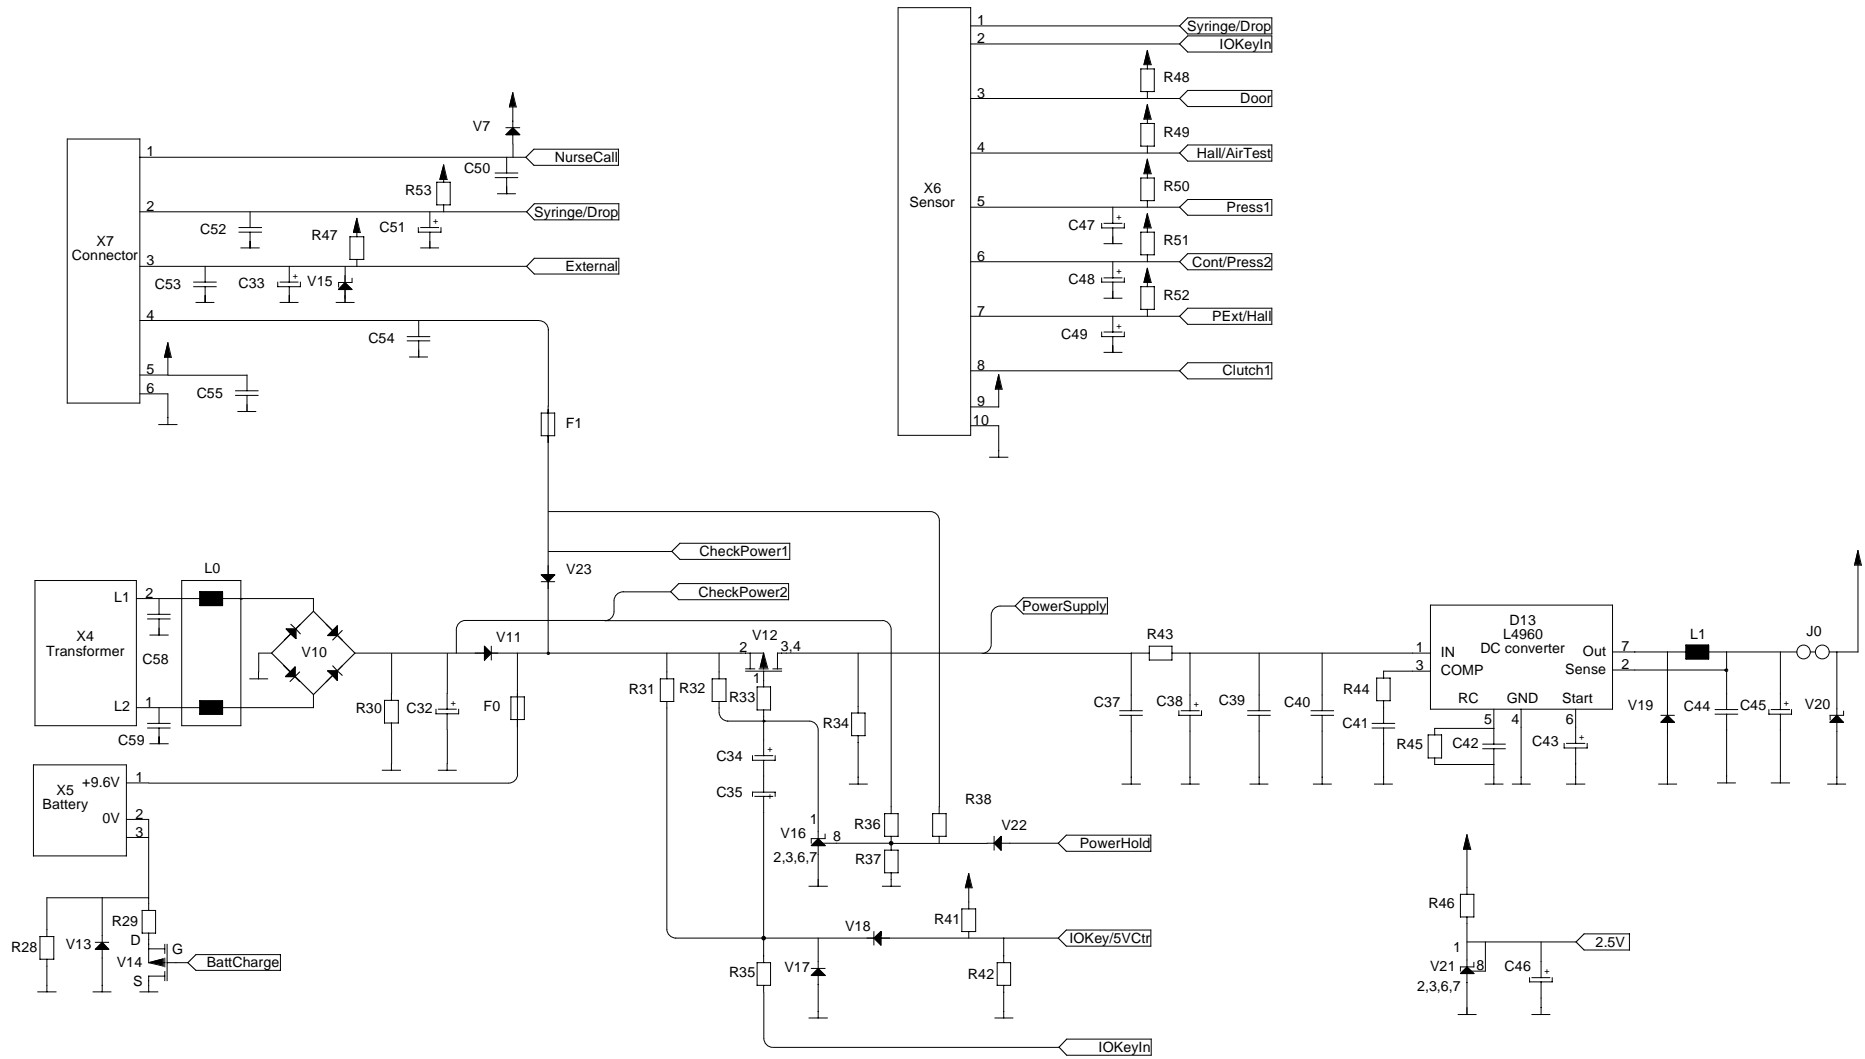 X7
Connector
1
2
3
4
5
6
V7
C50
NurseCall
R53
C52
C51
+
Syringe/Drop
R47
C53
C33
+
V15
External
C54
C55
F1
X6
Sensor
1
2
3
4
5
6
7
8
9
10
Syringe/Drop
IOKeyIn
R48
Door
R49
Hall/AirTest
R50
Press1
C47
+
R51
Cont/Press2
C48
+
R52
PExt/Hall
C49
+
Clutch1
CheckPower1
V23
CheckPower2
PowerSupply
X4
Transformer
L1
2
L2
1
C58
C59
L0
V10
V11
R30
C32
+
F0
X5
Battery
+9.6V
1
0V
2
3
R28
V13
R29
D
G
V14
S
BattCharge
R31
R32
2
V12
3,4
1
R33
R34
C34
+
C35
+
1
V16
8
2,3,6,7
R36
R37
R38
V22
PowerHold
R41
V18
IOKey/5VCtr
R35
V17
R42
IOKeyIn
R43
C37
C38
+
C39
C40
R44
C41
D13
L4960
DC converter
1
IN
3
COMP
Out
7
Sense
2
RC
GND
Start
5
4
6
R45
C42
C43
+
L1
J0
V19
C44
C45
+
V20
R46
1
V21
8
2,3,6,7
C46
+
2.5V